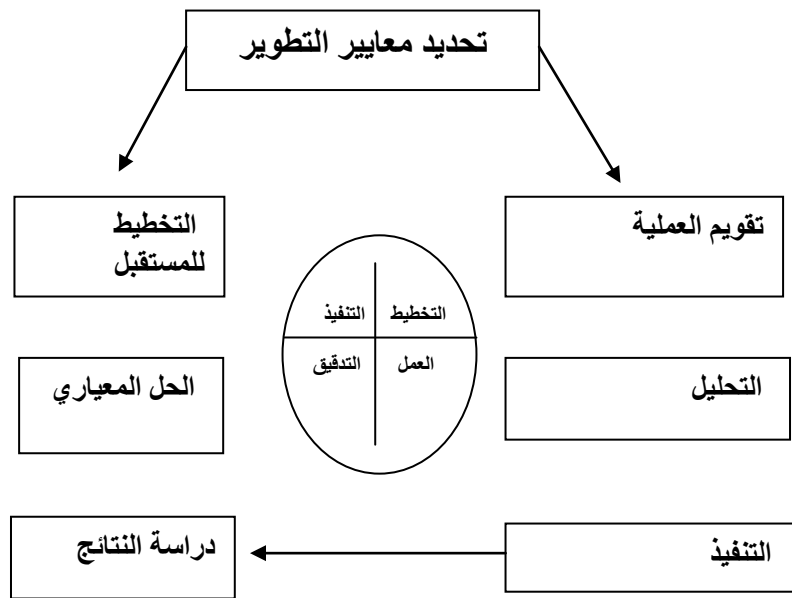 تحديد معايير التطوير
تقويم العملية
التخطيط
للمستقبل
التخطيط
التنفيذ
العمل
التدقيق
التحليل
الحل المعياري
التنفيذ
دراسة النتائج